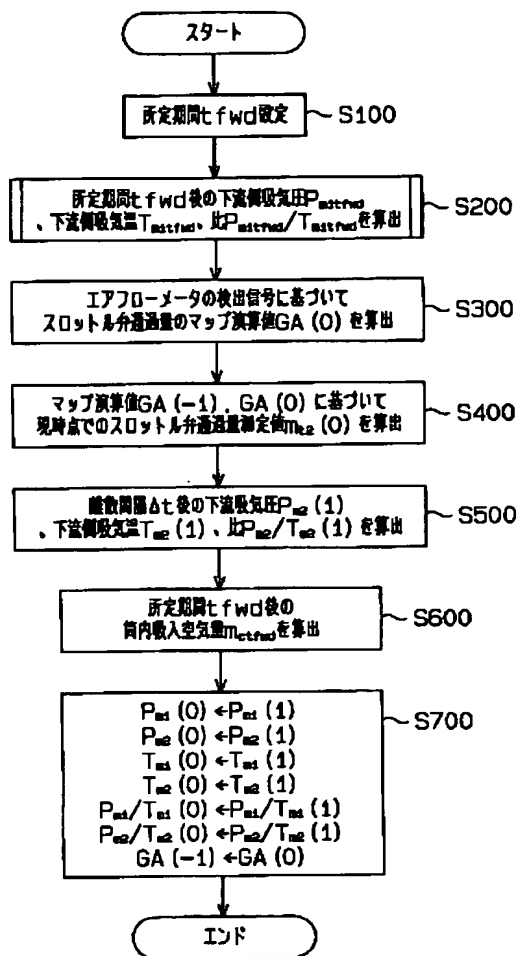 スタート
所定期間tfwd設定
S100
所定期間tfwd後の下流側吸気圧Pm1tfwd
、下流側吸気温Tm1tfwd、比Pm1tfwd/Tm1tfwdを算出
S200
エアフローメータの検出信号に基づいて
スロットル弁通過量のマップ演算値GA(0)を算出
S300
マップ演算値GA(-1),GA(0)に基づいて
現時点でのスロットル弁通過量測定値mt2(0)を算出
S400
離散間隔Δt後の下流吸気圧Pm2(1)
、下流側吸気温Tm2(1)、比Pm2/Tm2(1)を算出
S500
所定期間tfwd後の
筒内吸入空気量mctfwdを算出
S600
Pm1(0)←Pm1(1)
Pm2(0)←Pm2(1)
Tm1(0)←Tm1(1)
Tm2(0)←Tm2(1)
Pm1/Tm1(0)←Pm1/Tm1(1)
Pm2/Tm2(0)←Pm2/Tm2(1)
GA(-1)←GA(0)
S700
エンド